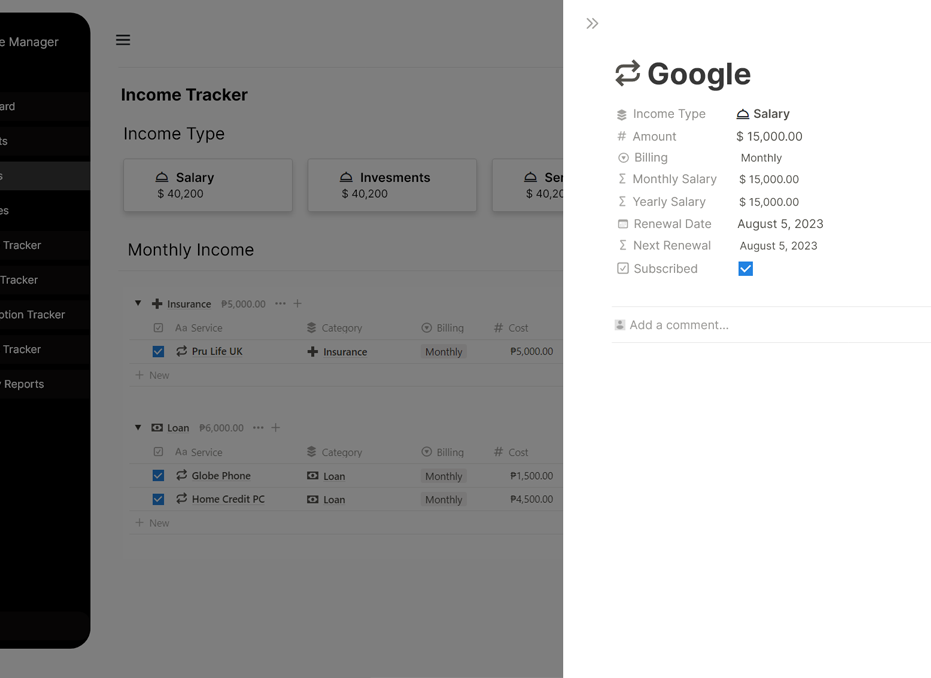 e Manager
ard
ts
s
es
Tracker
Tracker
otion Tracker
Tracker
Reports
Income Tracker
Income Type
Salary
$ 40,200
Invesments
$ 40,200
Ser
$ 40,20
Monthly Income
Insurance ₱5,000.00 ••• +
Aa Service Category Billing # Cost
Pru Life UK Insurance Monthly ₱5,000.00
+ New
Loan ₱6,000.00 ••• +
Aa Service Category Billing # Cost
Globe Phone Loan Monthly ₱1,500.00
Home Credit PC Loan Monthly ₱4,500.00
+ New
Google
Income Type Salary
# Amount $ 15,000.00
Billing Monthly
Σ Monthly Salary $ 15,000.00
Σ Yearly Salary $ 15,000.00
Renewal Date August 5, 2023
Σ Next Renewal August 5, 2023
Subscribed
Add a comment...